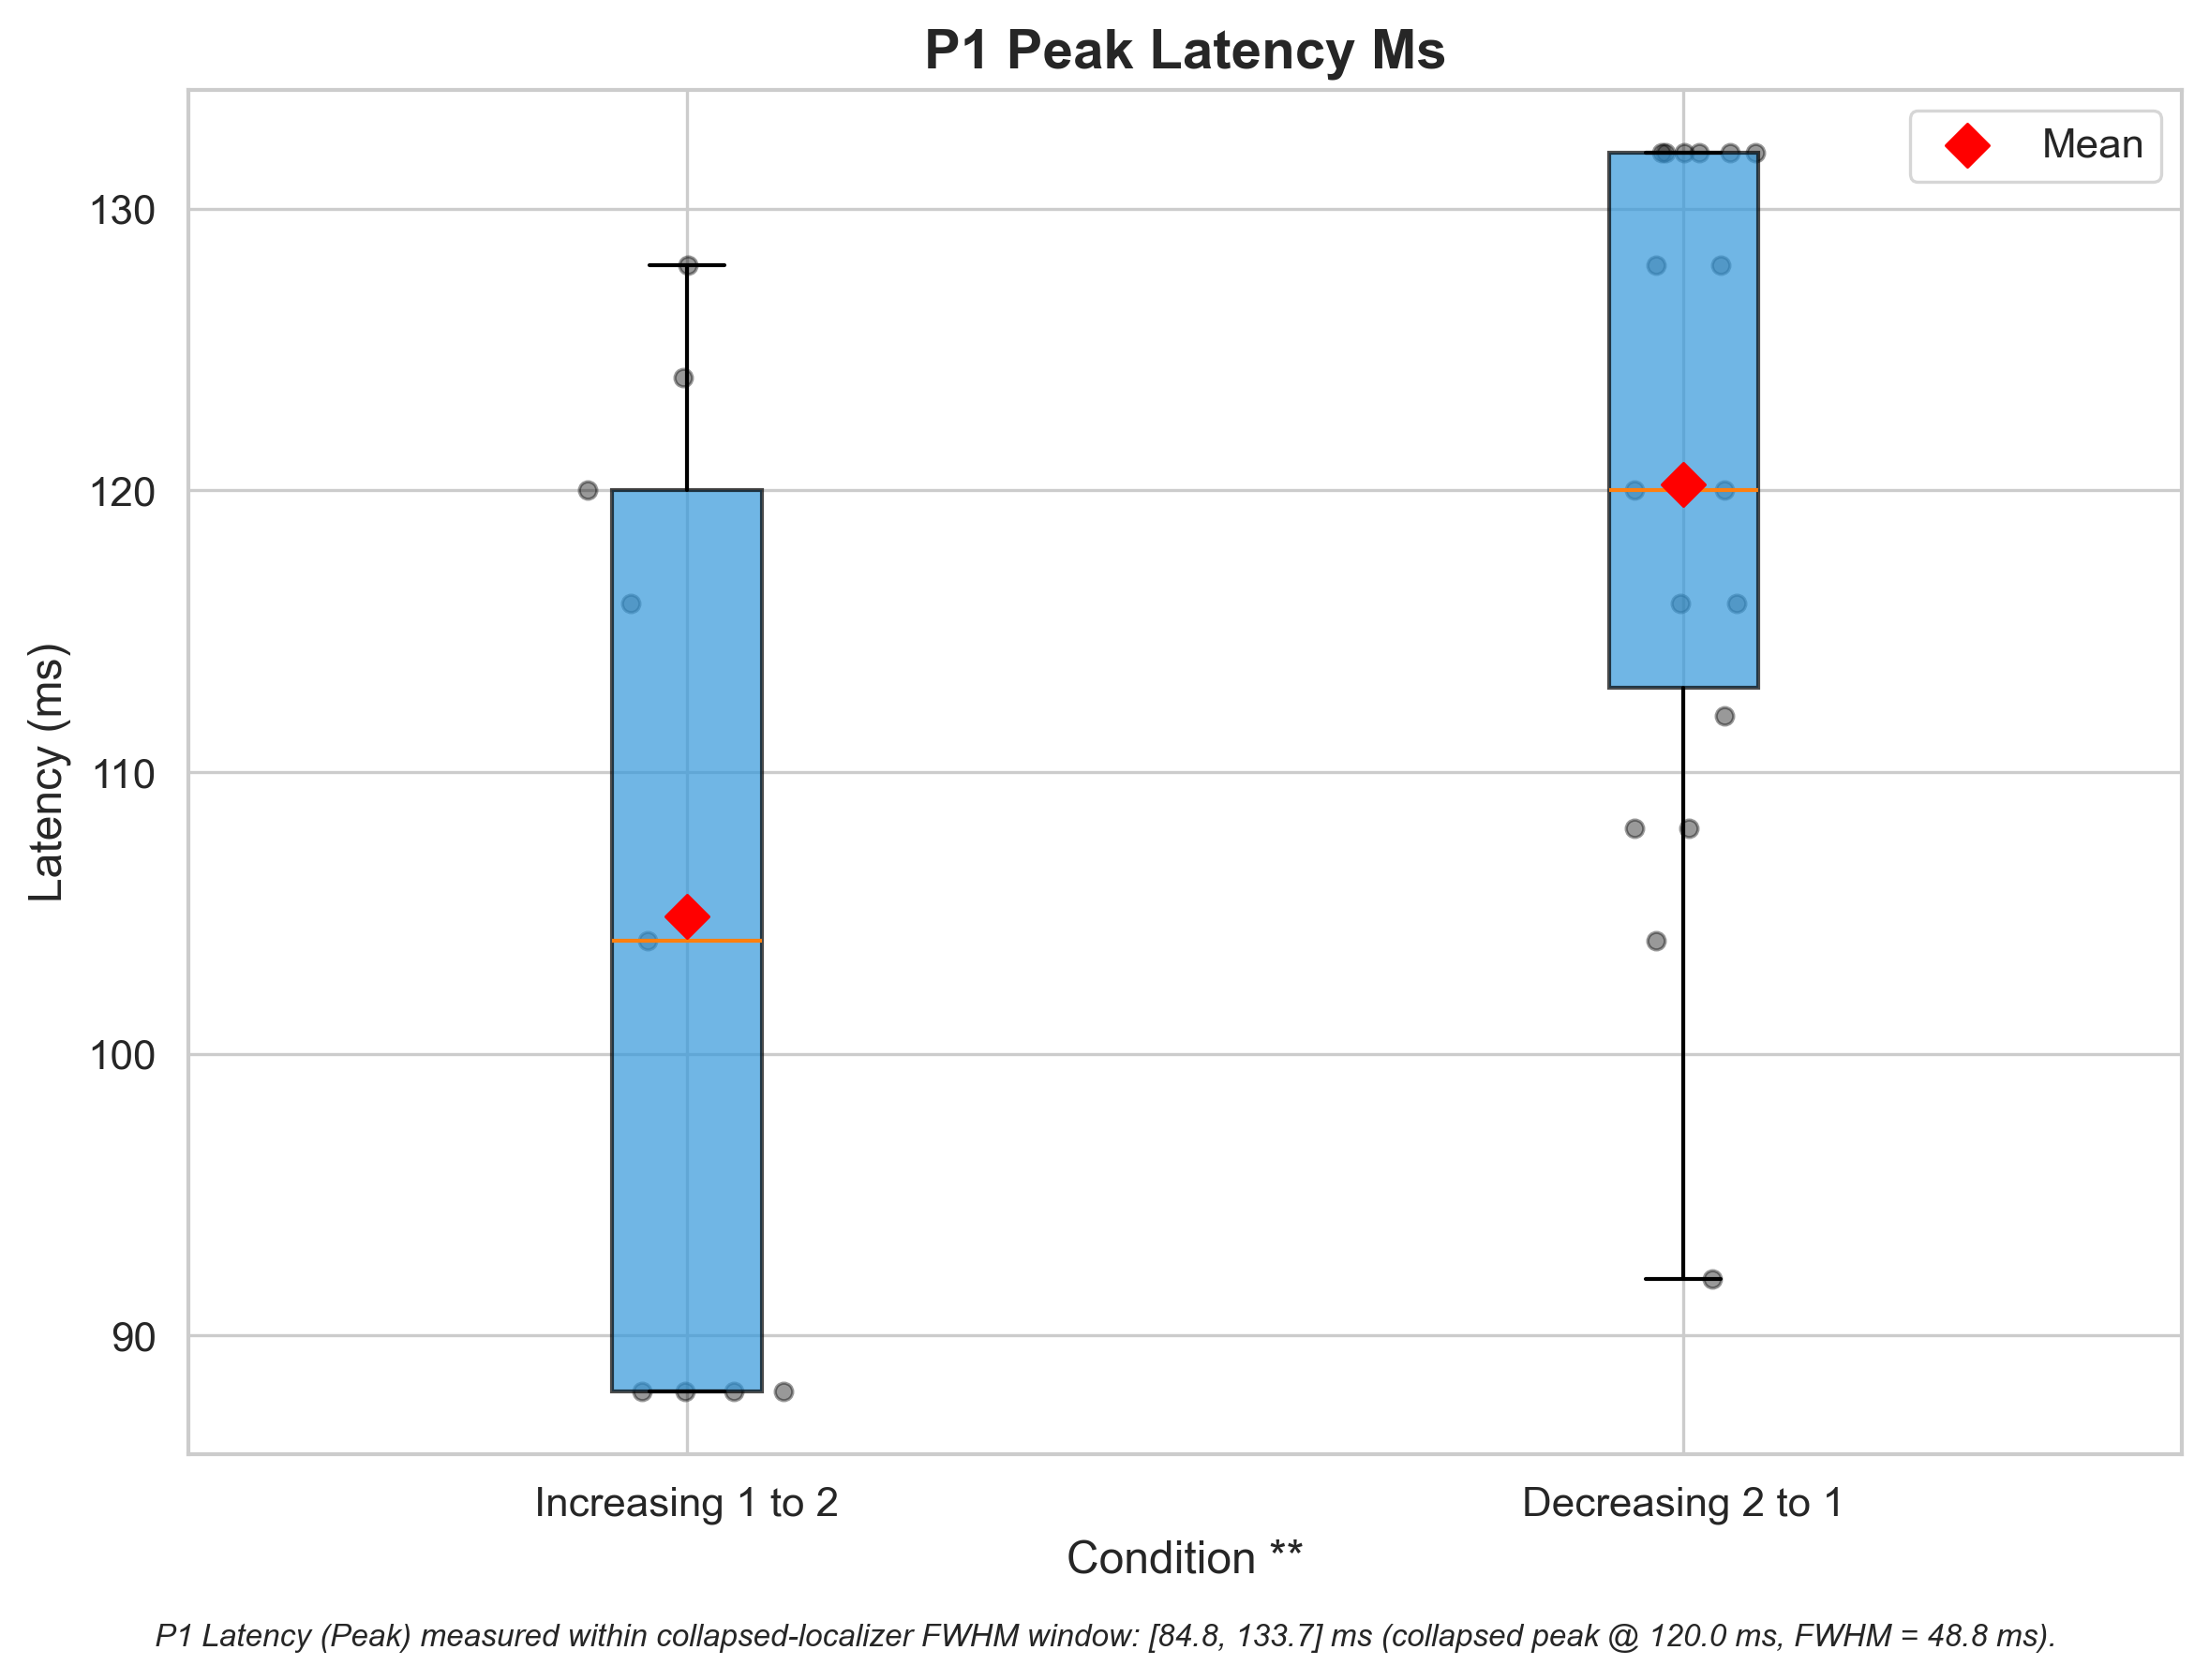 P1 Peak Latency Ms
Mean
130
120
110
100
90
Latency (ms)
Increasing 1 to 2
Decreasing 2 to 1
Condition **
P1 Latency (Peak) measured within collapsed-localizer FWHM window: [84.8, 133.7] ms (collapsed peak @ 120.0 ms, FWHM = 48.8 ms).